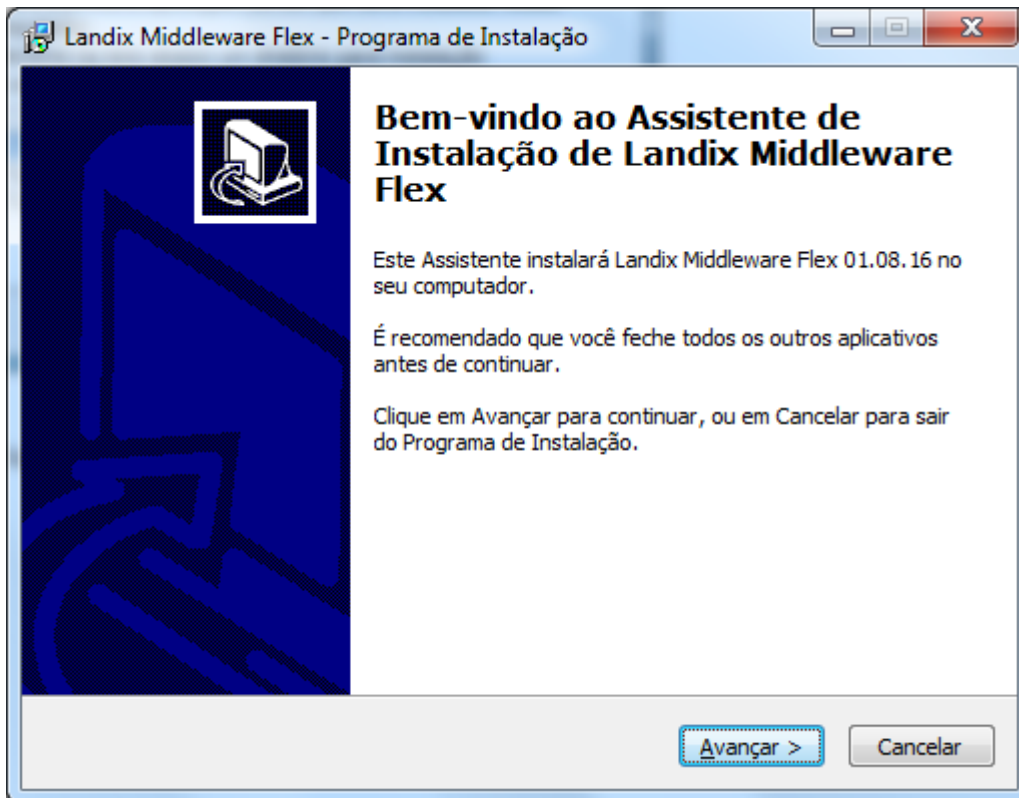 Landix Middleware Flex - Programa de Instalação
Bem-vindo ao Assistente de
Instalação de Landix Middleware
Flex
Este Assistente instalará Landix Middleware Flex 01.08.16 no
seu computador.
É recomendado que você feche todos os outros aplicativos
antes de continuar.
Clique em Avançar para continuar, ou em Cancelar para sair
do Programa de Instalação.
Avançar >
Cancelar